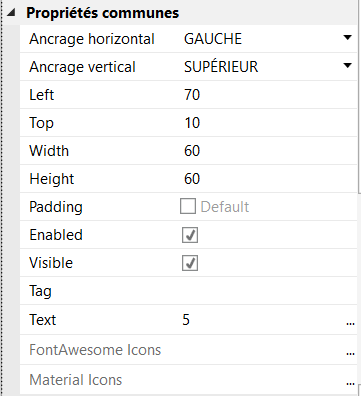 Propriétés communes
Ancrage horizontal GAUCHE
Ancrage vertical SUPÉRIEUR
Left 70
Top 10
Width 60
Height 60
Padding Default
Enabled
Visible
Tag
Text 5 ...
FontAwesome Icons ...
Material Icons ...